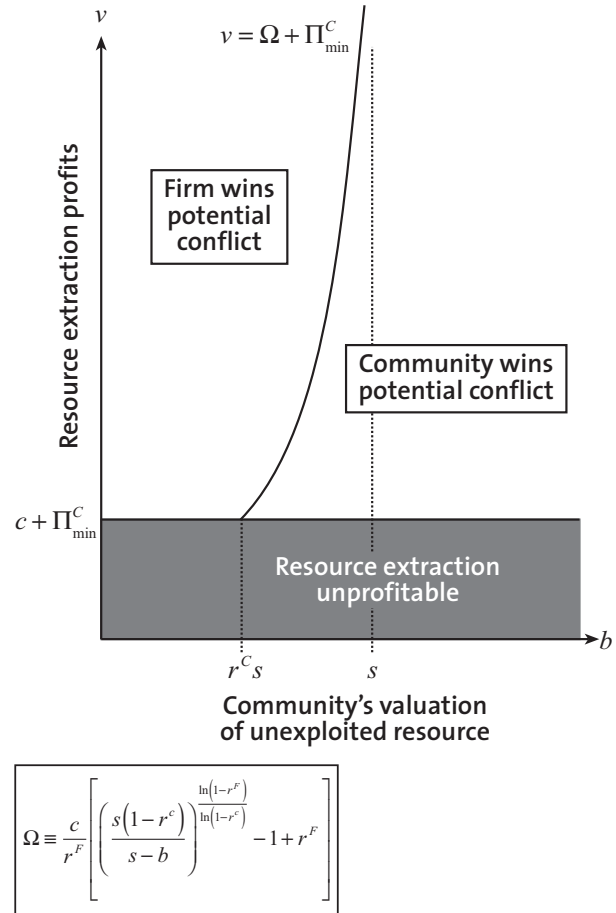 v
v = Ω + Π^C_min
Resource extraction profits
Firm wins
potential
conflict
Community wins
potential conflict
c + Π^C_min
Resource extraction
unprofitable
b
r^C s
s
Community's valuation
of unexploited resource
Ω ≡ c/r^F [ ( s(1−r^c)/(s−b) )^(ln(1−r^F)/ln(1−r^c)) −1+r^F ]